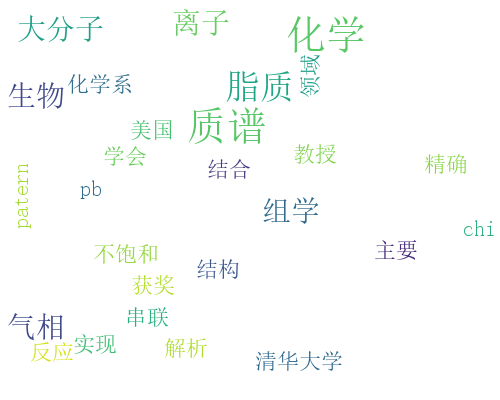 大分子
离子
化学
领域
化学系
脂质
生物
质谱
美国
学会
教授
结合
精确
patern
pb
组学
chi
主要
不饱和
结构
获奖
气相
串联
实现
反应
解析
清华大学